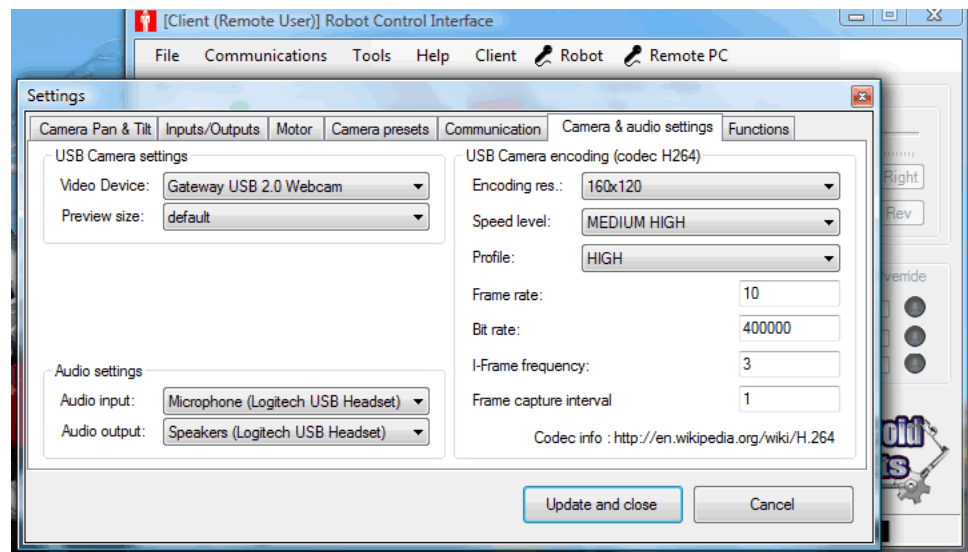 [Client (Remote User)] Robot Control Interface
File Communications Tools Help Client Robot Remote PC
Settings
Camera Pan & Tilt Inputs/Outputs Motor Camera presets Communication Camera & audio settings Functions
USB Camera settings
Video Device: Gateway USB 2.0 Webcam
Preview size: default
Audio settings
Audio input: Microphone (Logitech USB Headset)
Audio output: Speakers (Logitech USB Headset)
USB Camera encoding (codec H264)
Encoding res.: 160x120
Speed level: MEDIUM HIGH
Profile: HIGH
Frame rate: 10
Bit rate: 400000
I-Frame frequency: 3
Frame capture interval 1
Codec info : http://en.wikipedia.org/wiki/H.264
Update and close Cancel
Right
Rev